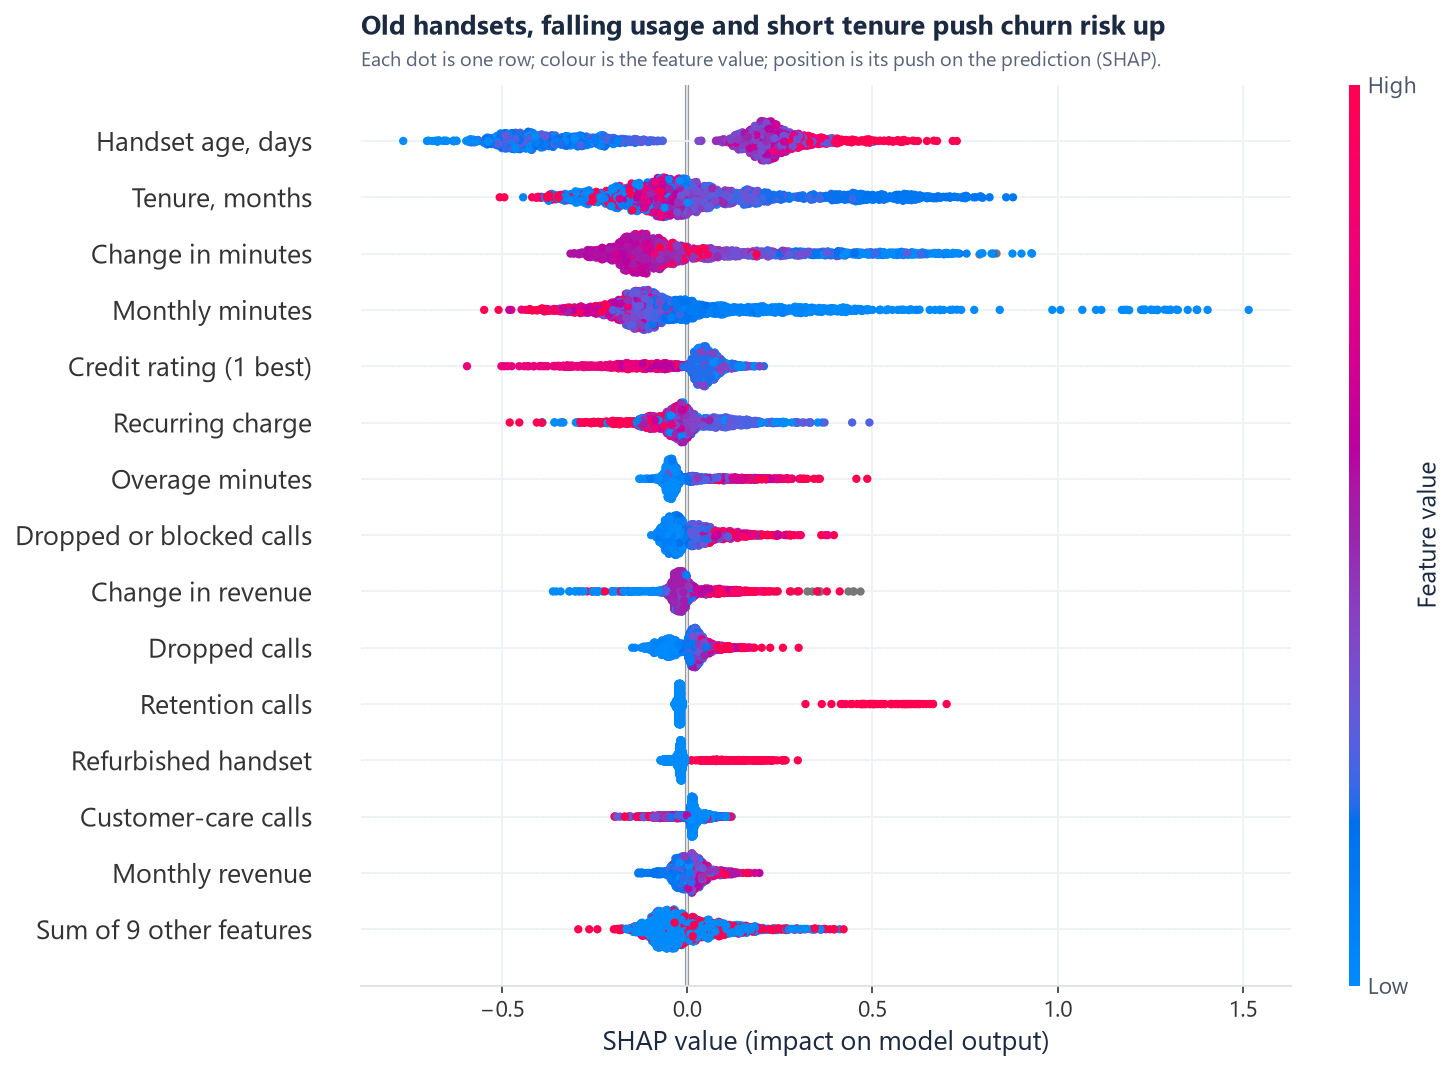 Old handsets, falling usage and short tenure push churn risk up
Each dot is one row; colour is the feature value; position is its push on the prediction (SHAP).
High
Handset age, days
Tenure, months
Change in minutes
Monthly minutes
Credit rating (1 best)
Recurring charge
Overage minutes
Dropped or blocked calls
Change in revenue
Dropped calls
Retention calls
Refurbished handset
Customer-care calls
Monthly revenue
Sum of 9 other features
Feature value
Low
−0.5 0.0 0.5 1.0 1.5
SHAP value (impact on model output)